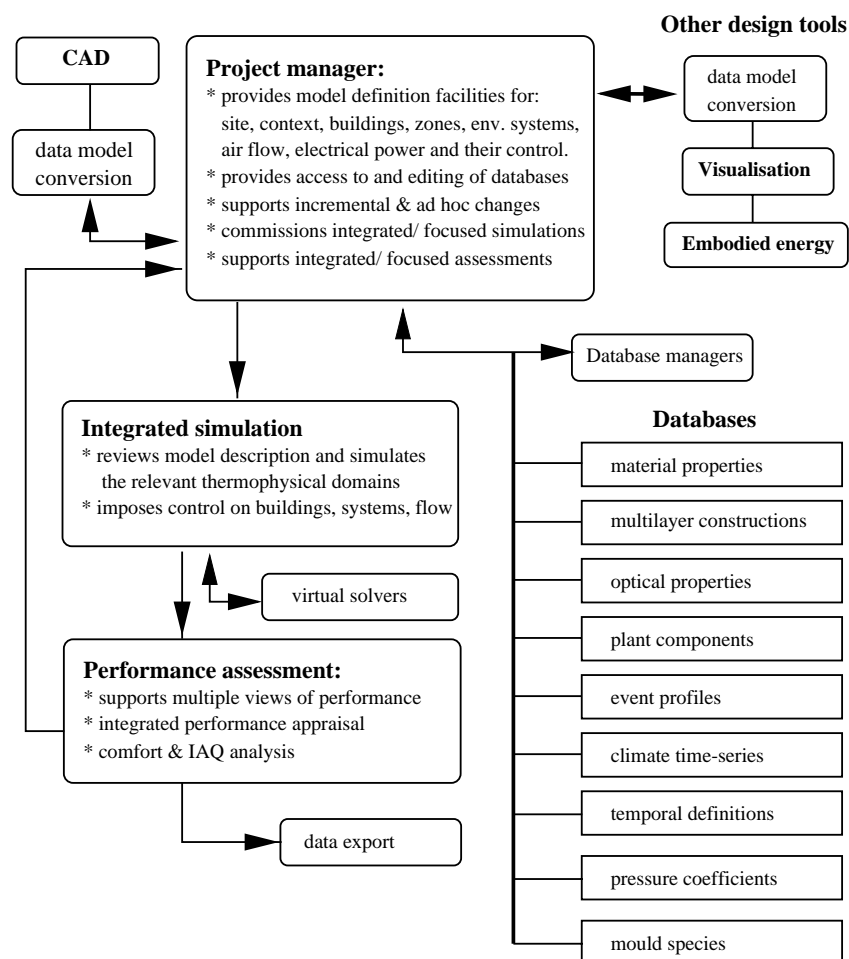 Other design tools
CAD
data model
conversion
Project manager:
* provides model definition facilities for:
site, context, buildings, zones, env. systems,
air flow, electrical power and their control.
* provides access to and editing of databases
* supports incremental & ad hoc changes
* commissions integrated/ focused simulations
* supports integrated/ focused assessments
data model
conversion
Visualisation
Embodied energy
Database managers
Integrated simulation
* reviews model description and simulates
the relevant thermophysical domains
* imposes control on buildings, systems, flow
virtual solvers
Performance assessment:
* supports multiple views of performance
* integrated performance appraisal
* comfort & IAQ analysis
data export
Databases
material properties
multilayer constructions
optical properties
plant components
event profiles
climate time-series
temporal definitions
pressure coefficients
mould species